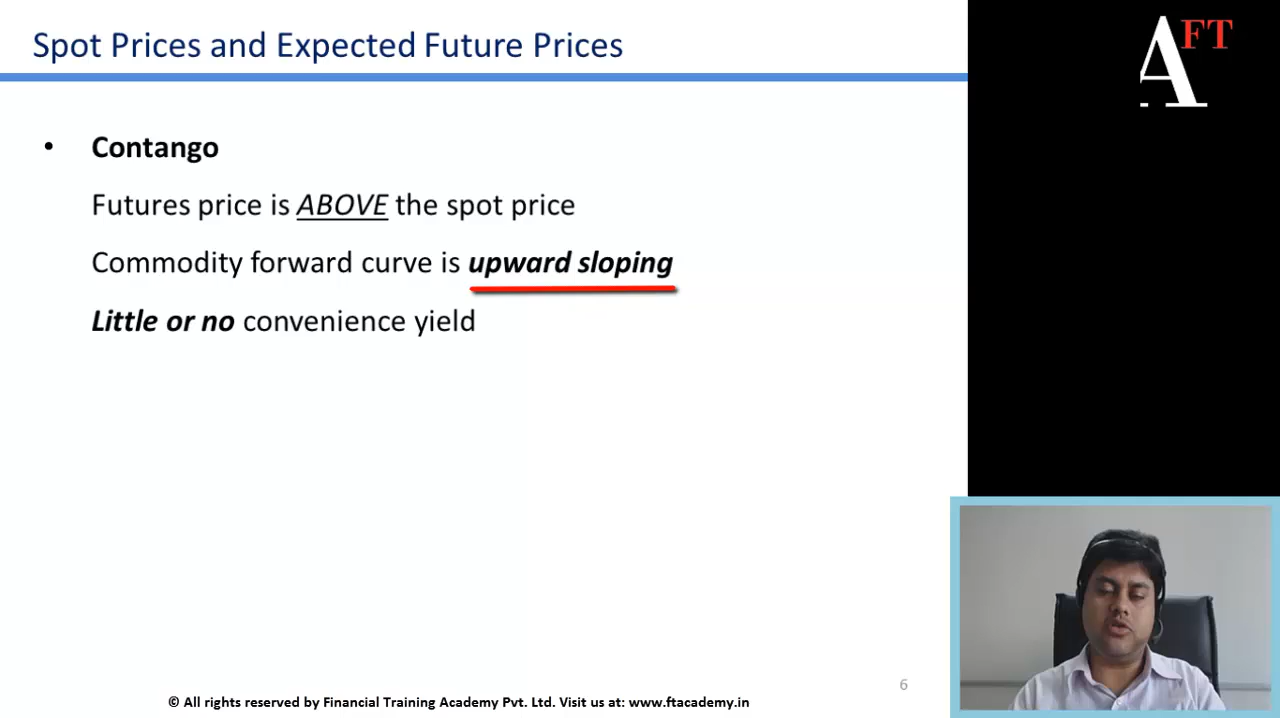 Spot Prices and Expected Future Prices
AFT
• Contango
Futures price is ABOVE the spot price
Commodity forward curve is upward sloping
Little or no convenience yield
6
© All rights reserved by Financial Training Academy Pvt. Ltd. Visit us at: www.ftacademy.in